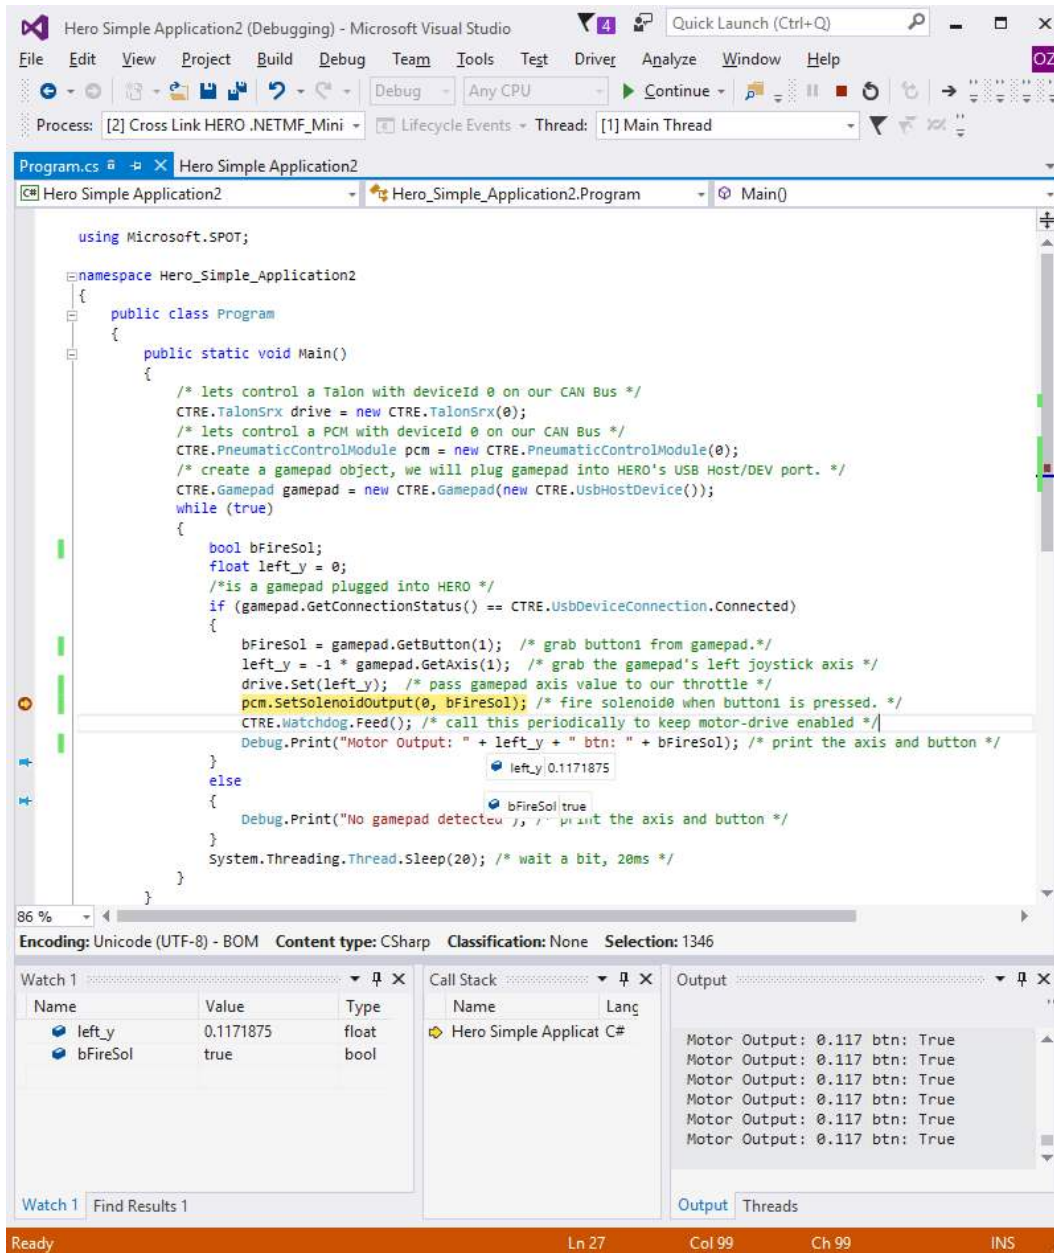 Hero Simple Application2 (Debugging) - Microsoft Visual Studio 4 Quick Launch (Ctrl+Q)
File Edit View Project Build Debug Team Tools Test Driver Analyze Window Help OZ
Debug Any CPU Continue
Process: [2] Cross Link HERO .NETMF_Mini Lifecycle Events Thread: [1] Main Thread
Program.cs Hero Simple Application2
C# Hero Simple Application2 Hero_Simple_Application2.Program Main()
using Microsoft.SPOT;
namespace Hero_Simple_Application2
{
public class Program
{
public static void Main()
{
/* lets control a Talon with deviceId 0 on our CAN Bus */
CTRE.TalonSrx drive = new CTRE.TalonSrx(0);
/* lets control a PCM with deviceId 0 on our CAN Bus */
CTRE.PneumaticControlModule pcm = new CTRE.PneumaticControlModule(0);
/* create a gamepad object, we will plug gamepad into HERO's USB Host/DEV port. */
CTRE.Gamepad gamepad = new CTRE.Gamepad(new CTRE.UsbHostDevice());
while (true)
{
bool bFireSol;
float left_y = 0;
/*is a gamepad plugged into HERO */
if (gamepad.GetConnectionStatus() == CTRE.UsbDeviceConnection.Connected)
{
bFireSol = gamepad.GetButton(1); /* grab button1 from gamepad.*/
left_y = -1 * gamepad.GetAxis(1); /* grab the gamepad's left joystick axis */
drive.Set(left_y); /* pass gamepad axis value to our throttle */
pcm.SetSolenoidOutput(0, bFireSol); /* fire solenoid0 when button1 is pressed. */
CTRE.Watchdog.Feed(); /* call this periodically to keep motor-drive enabled */
Debug.Print("Motor Output: " + left_y + " btn: " + bFireSol); /* print the axis and button */
}
left_y 0.1171875
else
{
bFireSol true
Debug.Print("No gamepad detected"); /* print the axis and button */
}
System.Threading.Thread.Sleep(20); /* wait a bit, 20ms */
}
}
86 %
Encoding: Unicode (UTF-8) - BOM Content type: CSharp Classification: None Selection: 1346
Watch 1
Name Value Type
left_y 0.1171875 float
bFireSol true bool
Watch 1 Find Results 1
Call Stack
Name Lang
Hero Simple Applicat C#
Output
Motor Output: 0.117 btn: True
Motor Output: 0.117 btn: True
Motor Output: 0.117 btn: True
Motor Output: 0.117 btn: True
Motor Output: 0.117 btn: True
Motor Output: 0.117 btn: True
Output Threads
Ready Ln 27 Col 99 Ch 99 INS